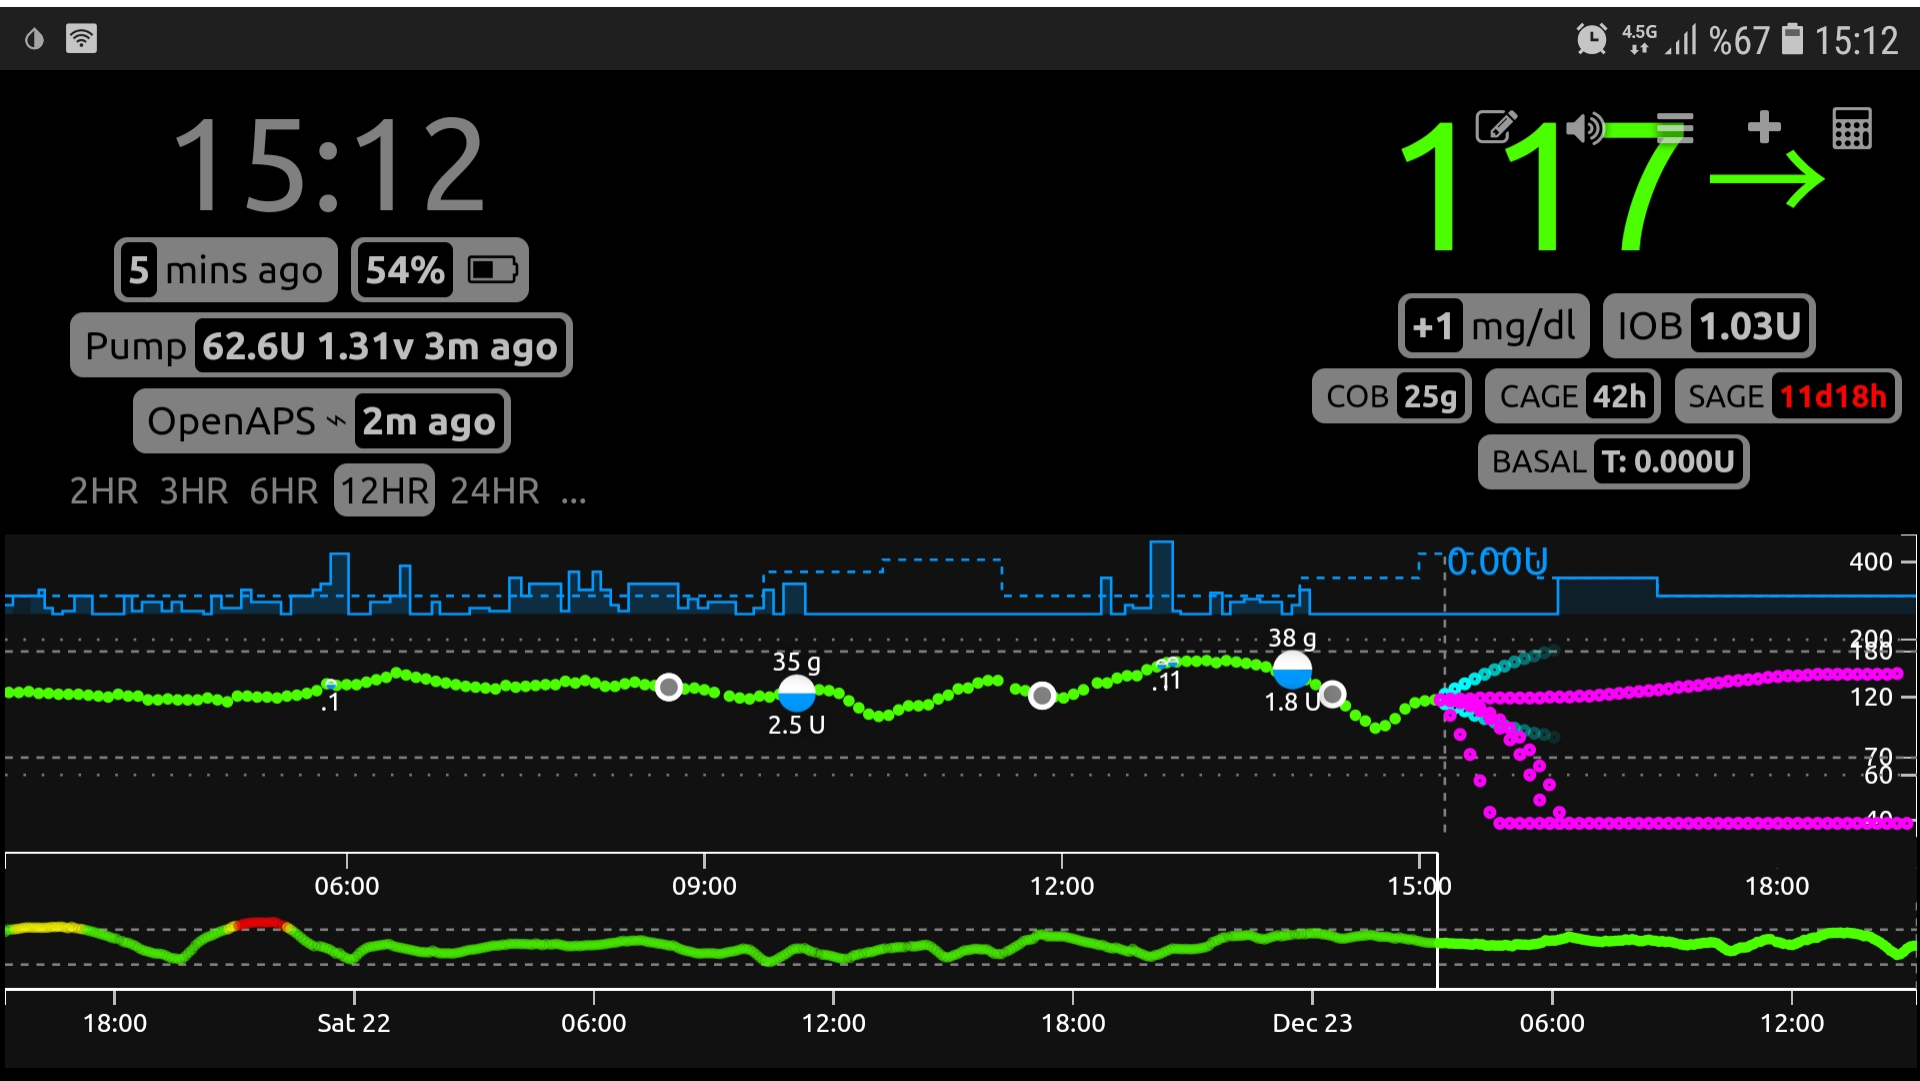 4.5G %67 15:12
15:12
117
5 mins ago 54%
+1 mg/dl IOB 1.03U
Pump 62.6U 1.31v 3m ago
COB 25g CAGE 42h SAGE 11d18h
OpenAPS 2m ago
BASAL T: 0.000U
2HR 3HR 6HR 12HR 24HR ...
0.00U
400
38 g
200
180
35 g
.1
.11
1.8 U
120
2.5 U
70
60
40
06:00 09:00 12:00 15:00 18:00
18:00 Sat 22 06:00 12:00 18:00 Dec 23 06:00 12:00